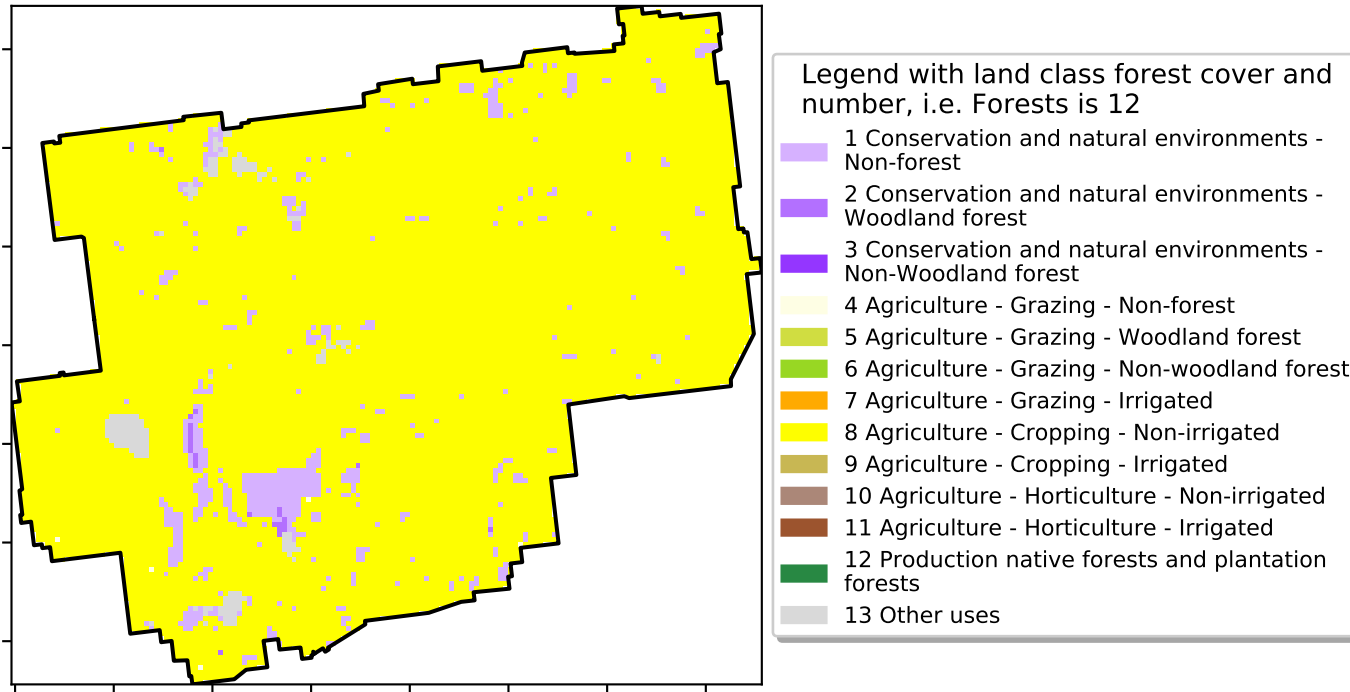 Legend with land class forest cover and
number, i.e. Forests is 12
1 Conservation and natural environments -
Non-forest
2 Conservation and natural environments -
Woodland forest
3 Conservation and natural environments -
Non-Woodland forest
4 Agriculture - Grazing - Non-forest
5 Agriculture - Grazing - Woodland forest
6 Agriculture - Grazing - Non-woodland forest
7 Agriculture - Grazing - Irrigated
8 Agriculture - Cropping - Non-irrigated
9 Agriculture - Cropping - Irrigated
10 Agriculture - Horticulture - Non-irrigated
11 Agriculture - Horticulture - Irrigated
12 Production native forests and plantation
forests
13 Other uses